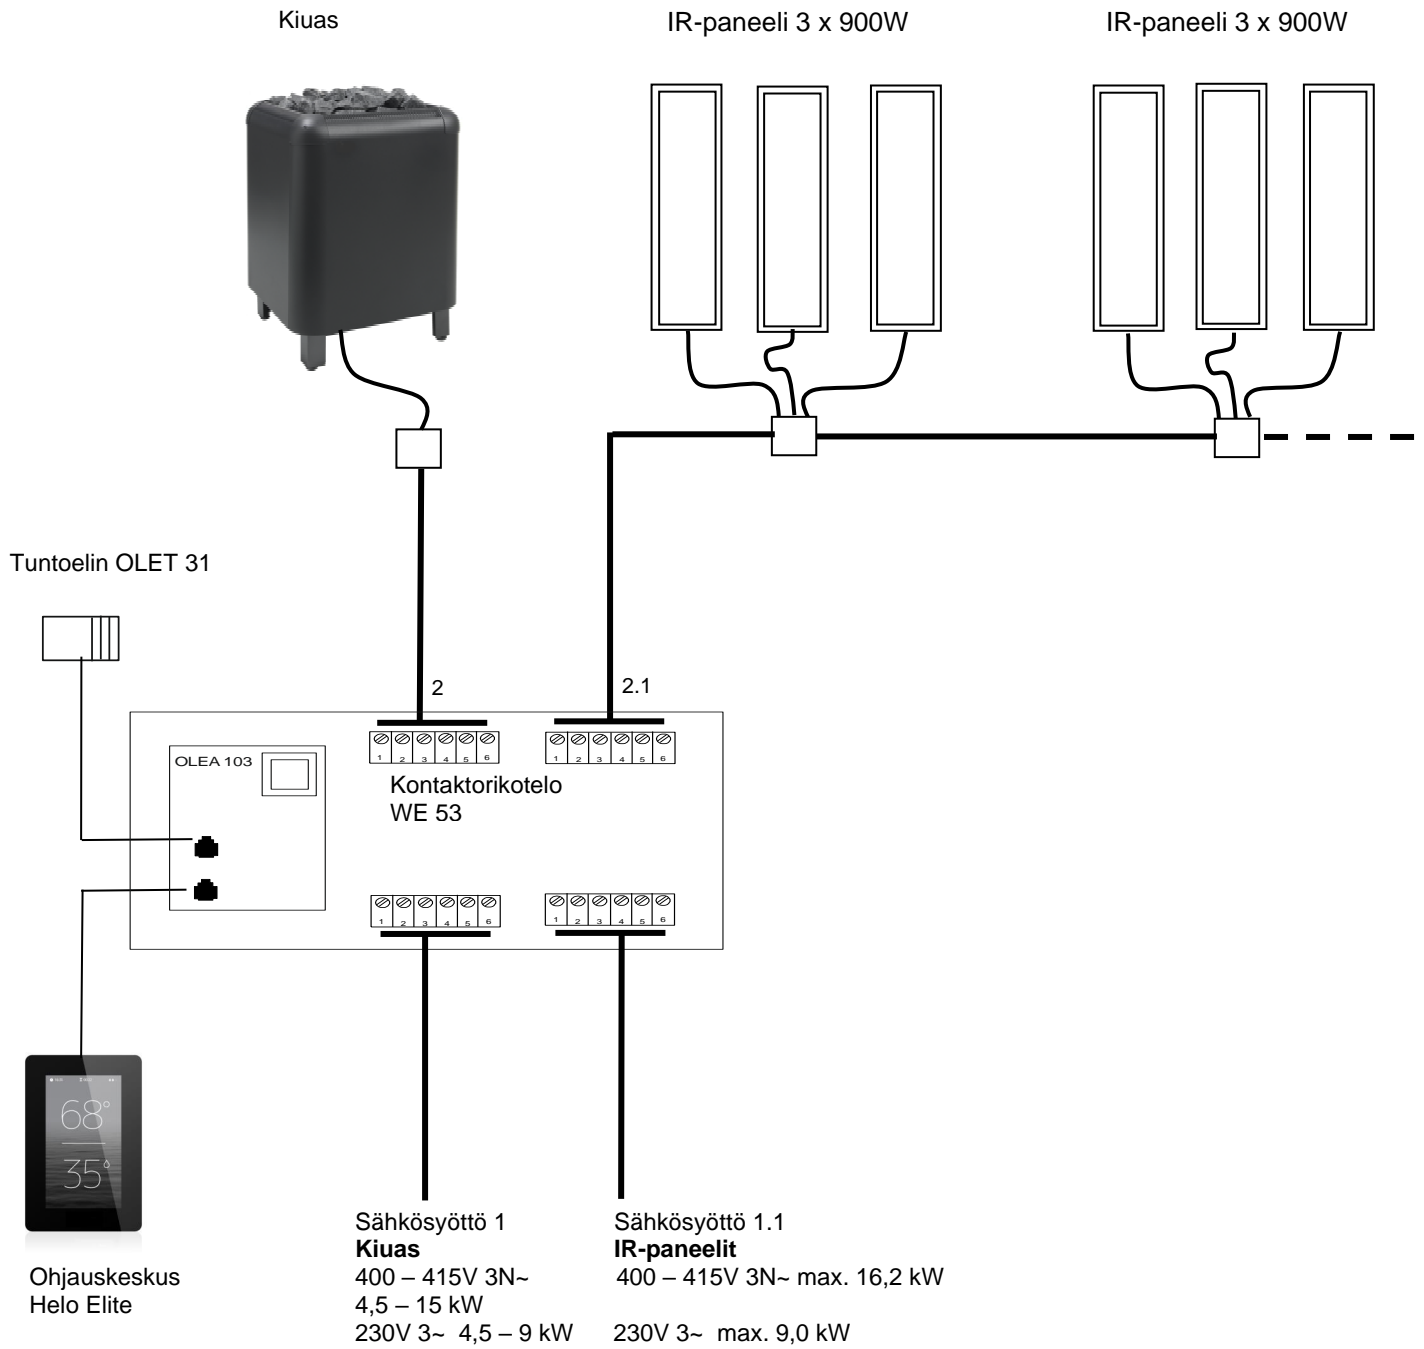 Kiuas
IR-paneeli 3 x 900W
IR-paneeli 3 x 900W
Tuntoelin OLET 31
2
2.1
OLEA 103
1 2 3 4 5 6
1 2 3 4 5 6
Kontaktorikotelo
WE 53
1 2 3 4 5 6
1 2 3 4 5 6
68°
35°
Ohjauskeskus
Helo Elite
Sähkösyöttö 1
Kiuas
400 – 415V 3N~
4,5 – 15 kW
230V 3~ 4,5 – 9 kW
Sähkösyöttö 1.1
IR-paneelit
400 – 415V 3N~ max. 16,2 kW
230V 3~ max. 9,0 kW